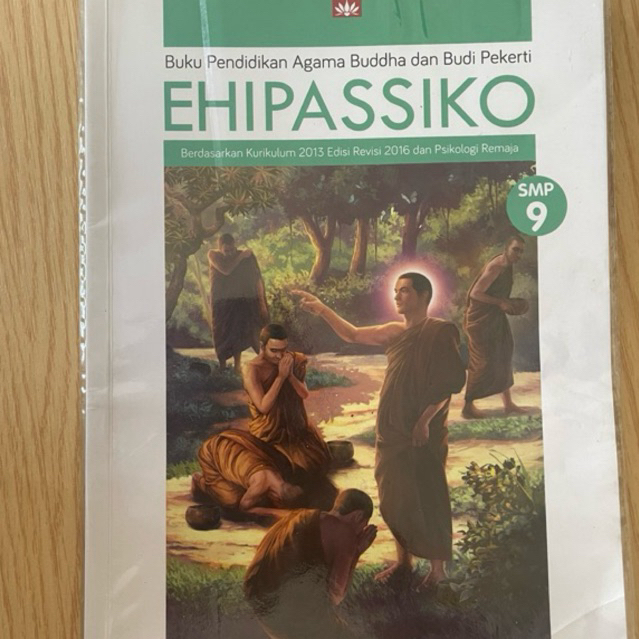 Buku Pendidikan Agama Buddha dan Budi Pekerti
EHIPASSIKO
Berdasarkan Kurikulum 2013 Edisi Revisi 2016 dan Psikologi Remaja
SMP
9